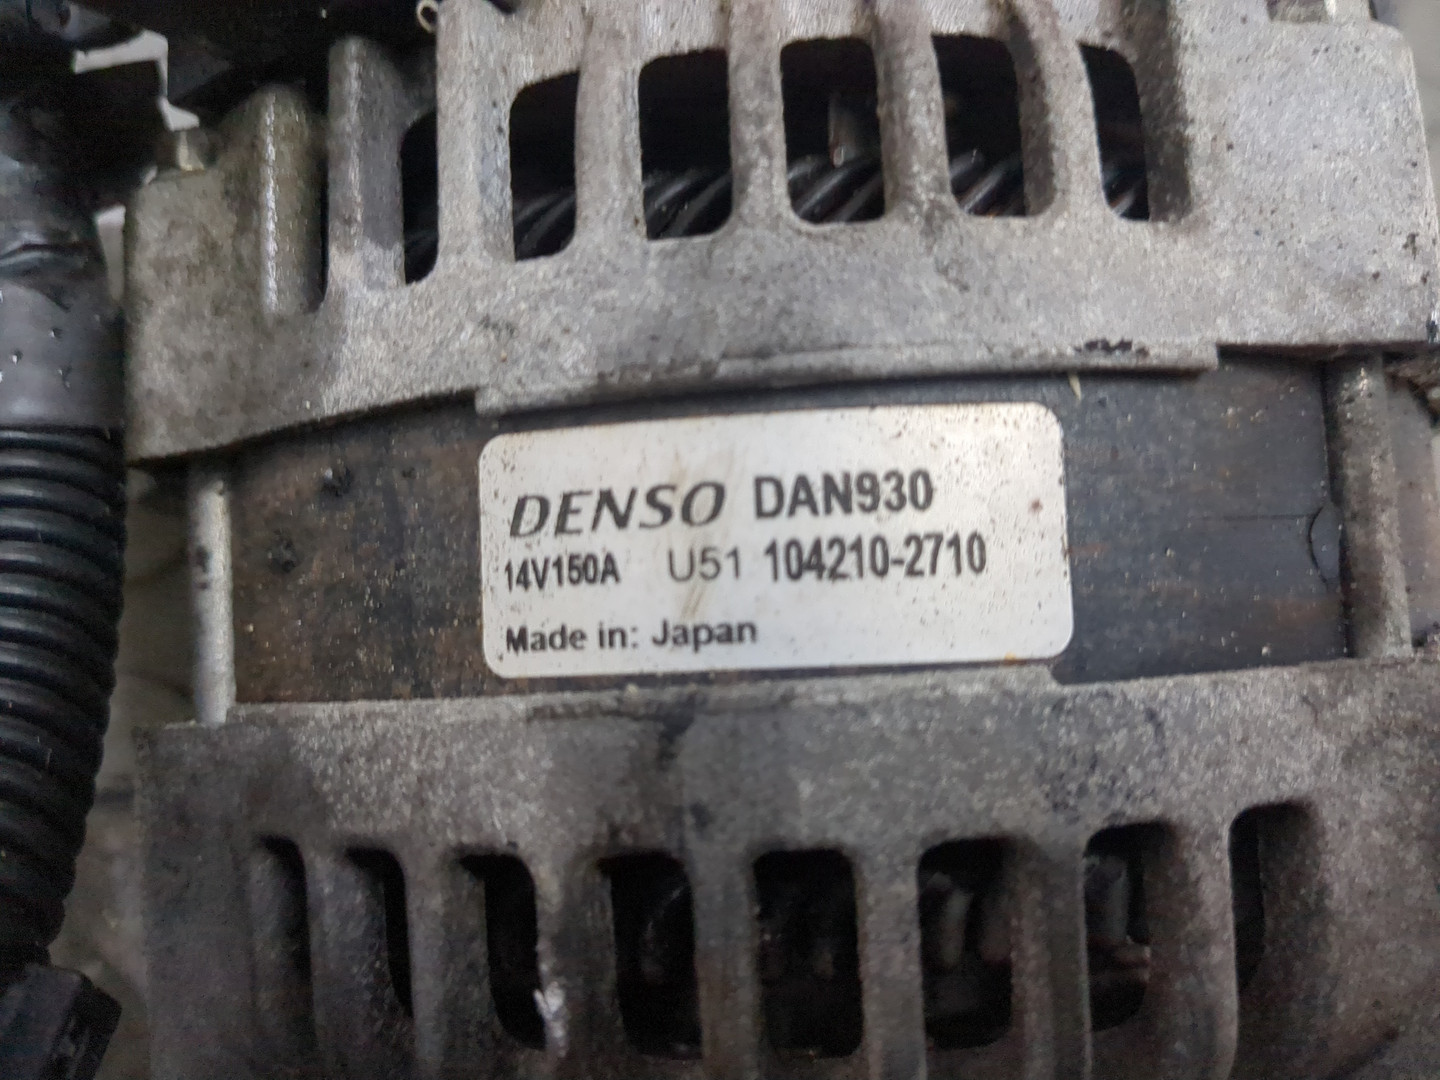 DENSO DAN930
14V150A U51 104210-2710
Made in: Japan